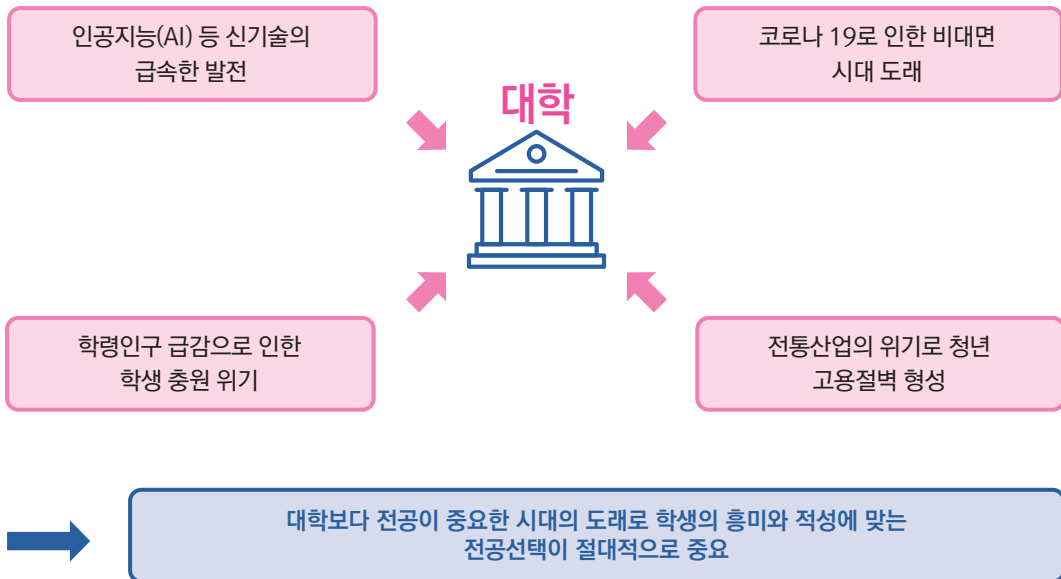 인공지능(AI) 등 신기술의
급속한 발전
코로나 19로 인한 비대면
시대 도래
대학
학령인구 급감으로 인한
학생 충원 위기
전통산업의 위기로 청년
고용절벽 형성
대학보다 전공이 중요한 시대의 도래로 학생의 흥미와 적성에 맞는
전공선택이 절대적으로 중요